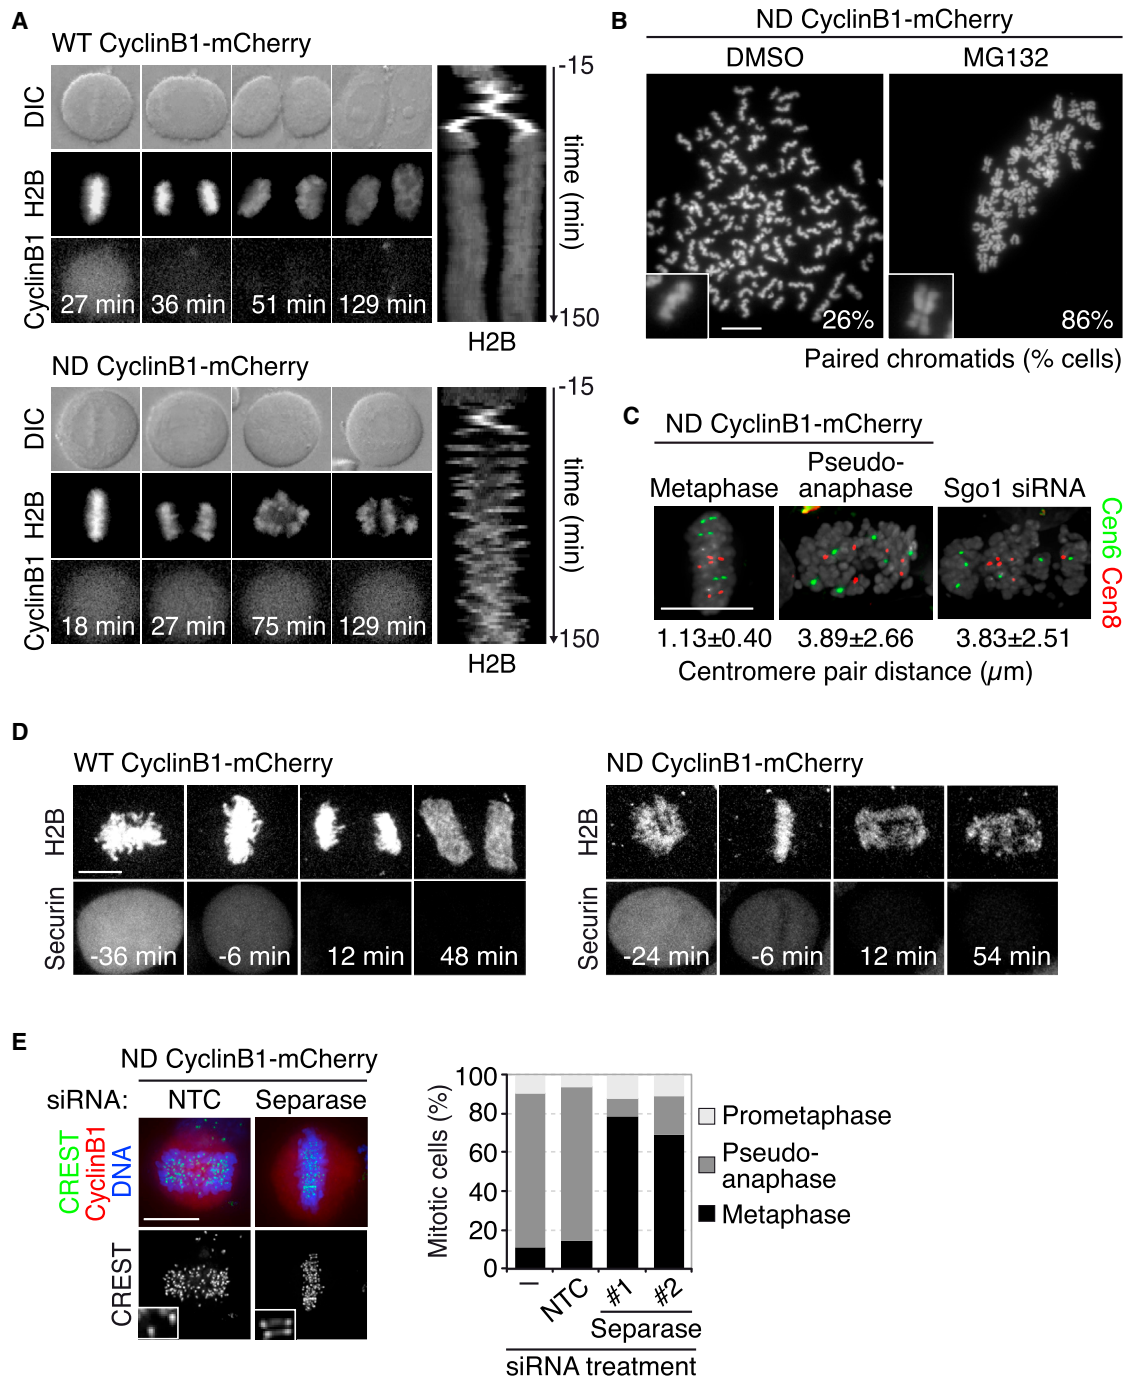 A
WT CyclinB1-mCherry
DIC
H2B
CyclinB1
27 min
36 min
51 min
129 min
-15
time (min)
150
H2B
ND CyclinB1-mCherry
DIC
H2B
CyclinB1
18 min
27 min
75 min
129 min
-15
time (min)
150
H2B
B
ND CyclinB1-mCherry
DMSO
MG132
26%
86%
Paired chromatids (% cells)
C
ND CyclinB1-mCherry
Metaphase
Pseudo-
anaphase
Sgo1 siRNA
Cen6 Cen8
1.13±0.40
3.89±2.66
3.83±2.51
Centromere pair distance (µm)
D
WT CyclinB1-mCherry
H2B
Securin
-36 min
-6 min
12 min
48 min
ND CyclinB1-mCherry
H2B
Securin
-24 min
-6 min
12 min
54 min
E
ND CyclinB1-mCherry
siRNA:
NTC
Separase
CREST
CyclinB1
DNA
CREST
Mitotic cells (%)
100
80
60
40
20
0
–
NTC
#1
#2
Separase
siRNA treatment
Prometaphase
Pseudo-
anaphase
Metaphase